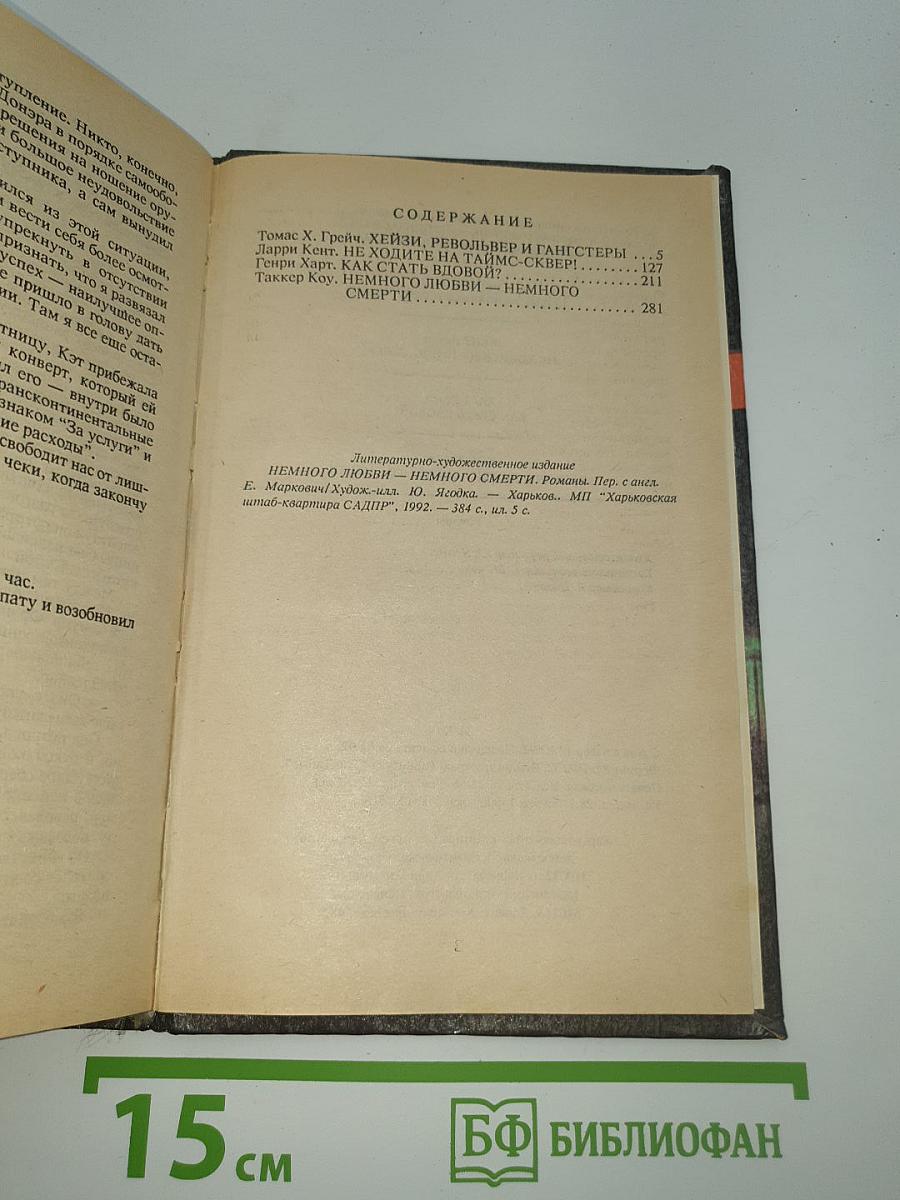 тупление. Никто, конечно,
Донэра в порядке самообо-
решения на ношение ору-
и большое неудовольствие
ступника, а сам вынудил
ился из этой ситуации,
и вести себя более осмот-
упрекнуть в отсутствии
признать, что я развязал
успех — наилучшее оп-
е пришло в голову дать
ии. Там я все еще оста-
тницу, Кэт прибежала
конверт, который ей
ил его — внутри было
рансконтинентальные
знаком "За услуги" и
ие расходы".
свободит нас от лиш-
чеки, когда закончу
час.
пату и возобновил
СОДЕРЖАНИЕ
Томас Х. Грейч. ХЕЙЗИ, РЕВОЛЬВЕР И ГАНГСТЕРЫ ... 5
Ларри Кент. НЕ ХОДИТЕ НА ТАЙМС-СКВЕР! ........ 127
Генри Харт. КАК СТАТЬ ВДОВОЙ? .................. 211
Таккер Коу. НЕМНОГО ЛЮБВИ — НЕМНОГО
СМЕРТИ .............................. 281
Литературно-художественное издание
НЕМНОГО ЛЮБВИ — НЕМНОГО СМЕРТИ. Романы. Пер. с англ.
Е. Маркович/Худож.-илл. Ю. Ягодка. — Харьков.. МП "Харьковская
штаб-квартира САДПР", 1992. — 384 с., ил. 5 с.
15 см
БФ БИБЛИОФАН